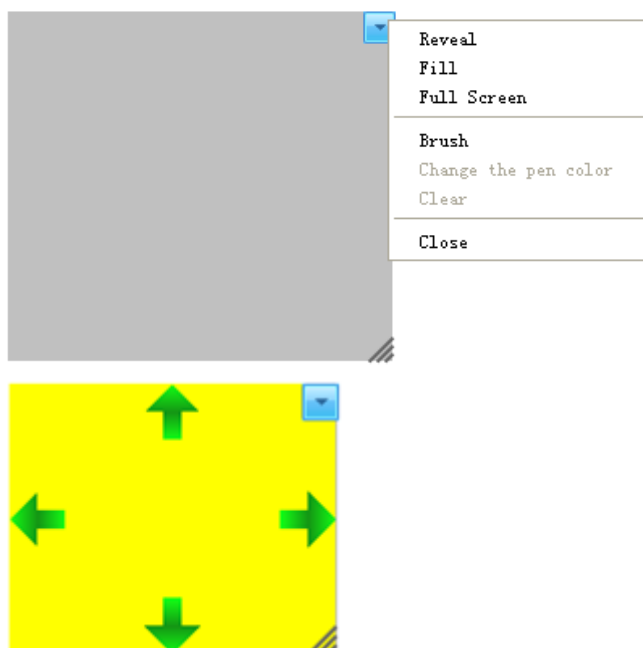 Reveal
Fill
Full Screen
Brush
Change the pen color
Clear
Close